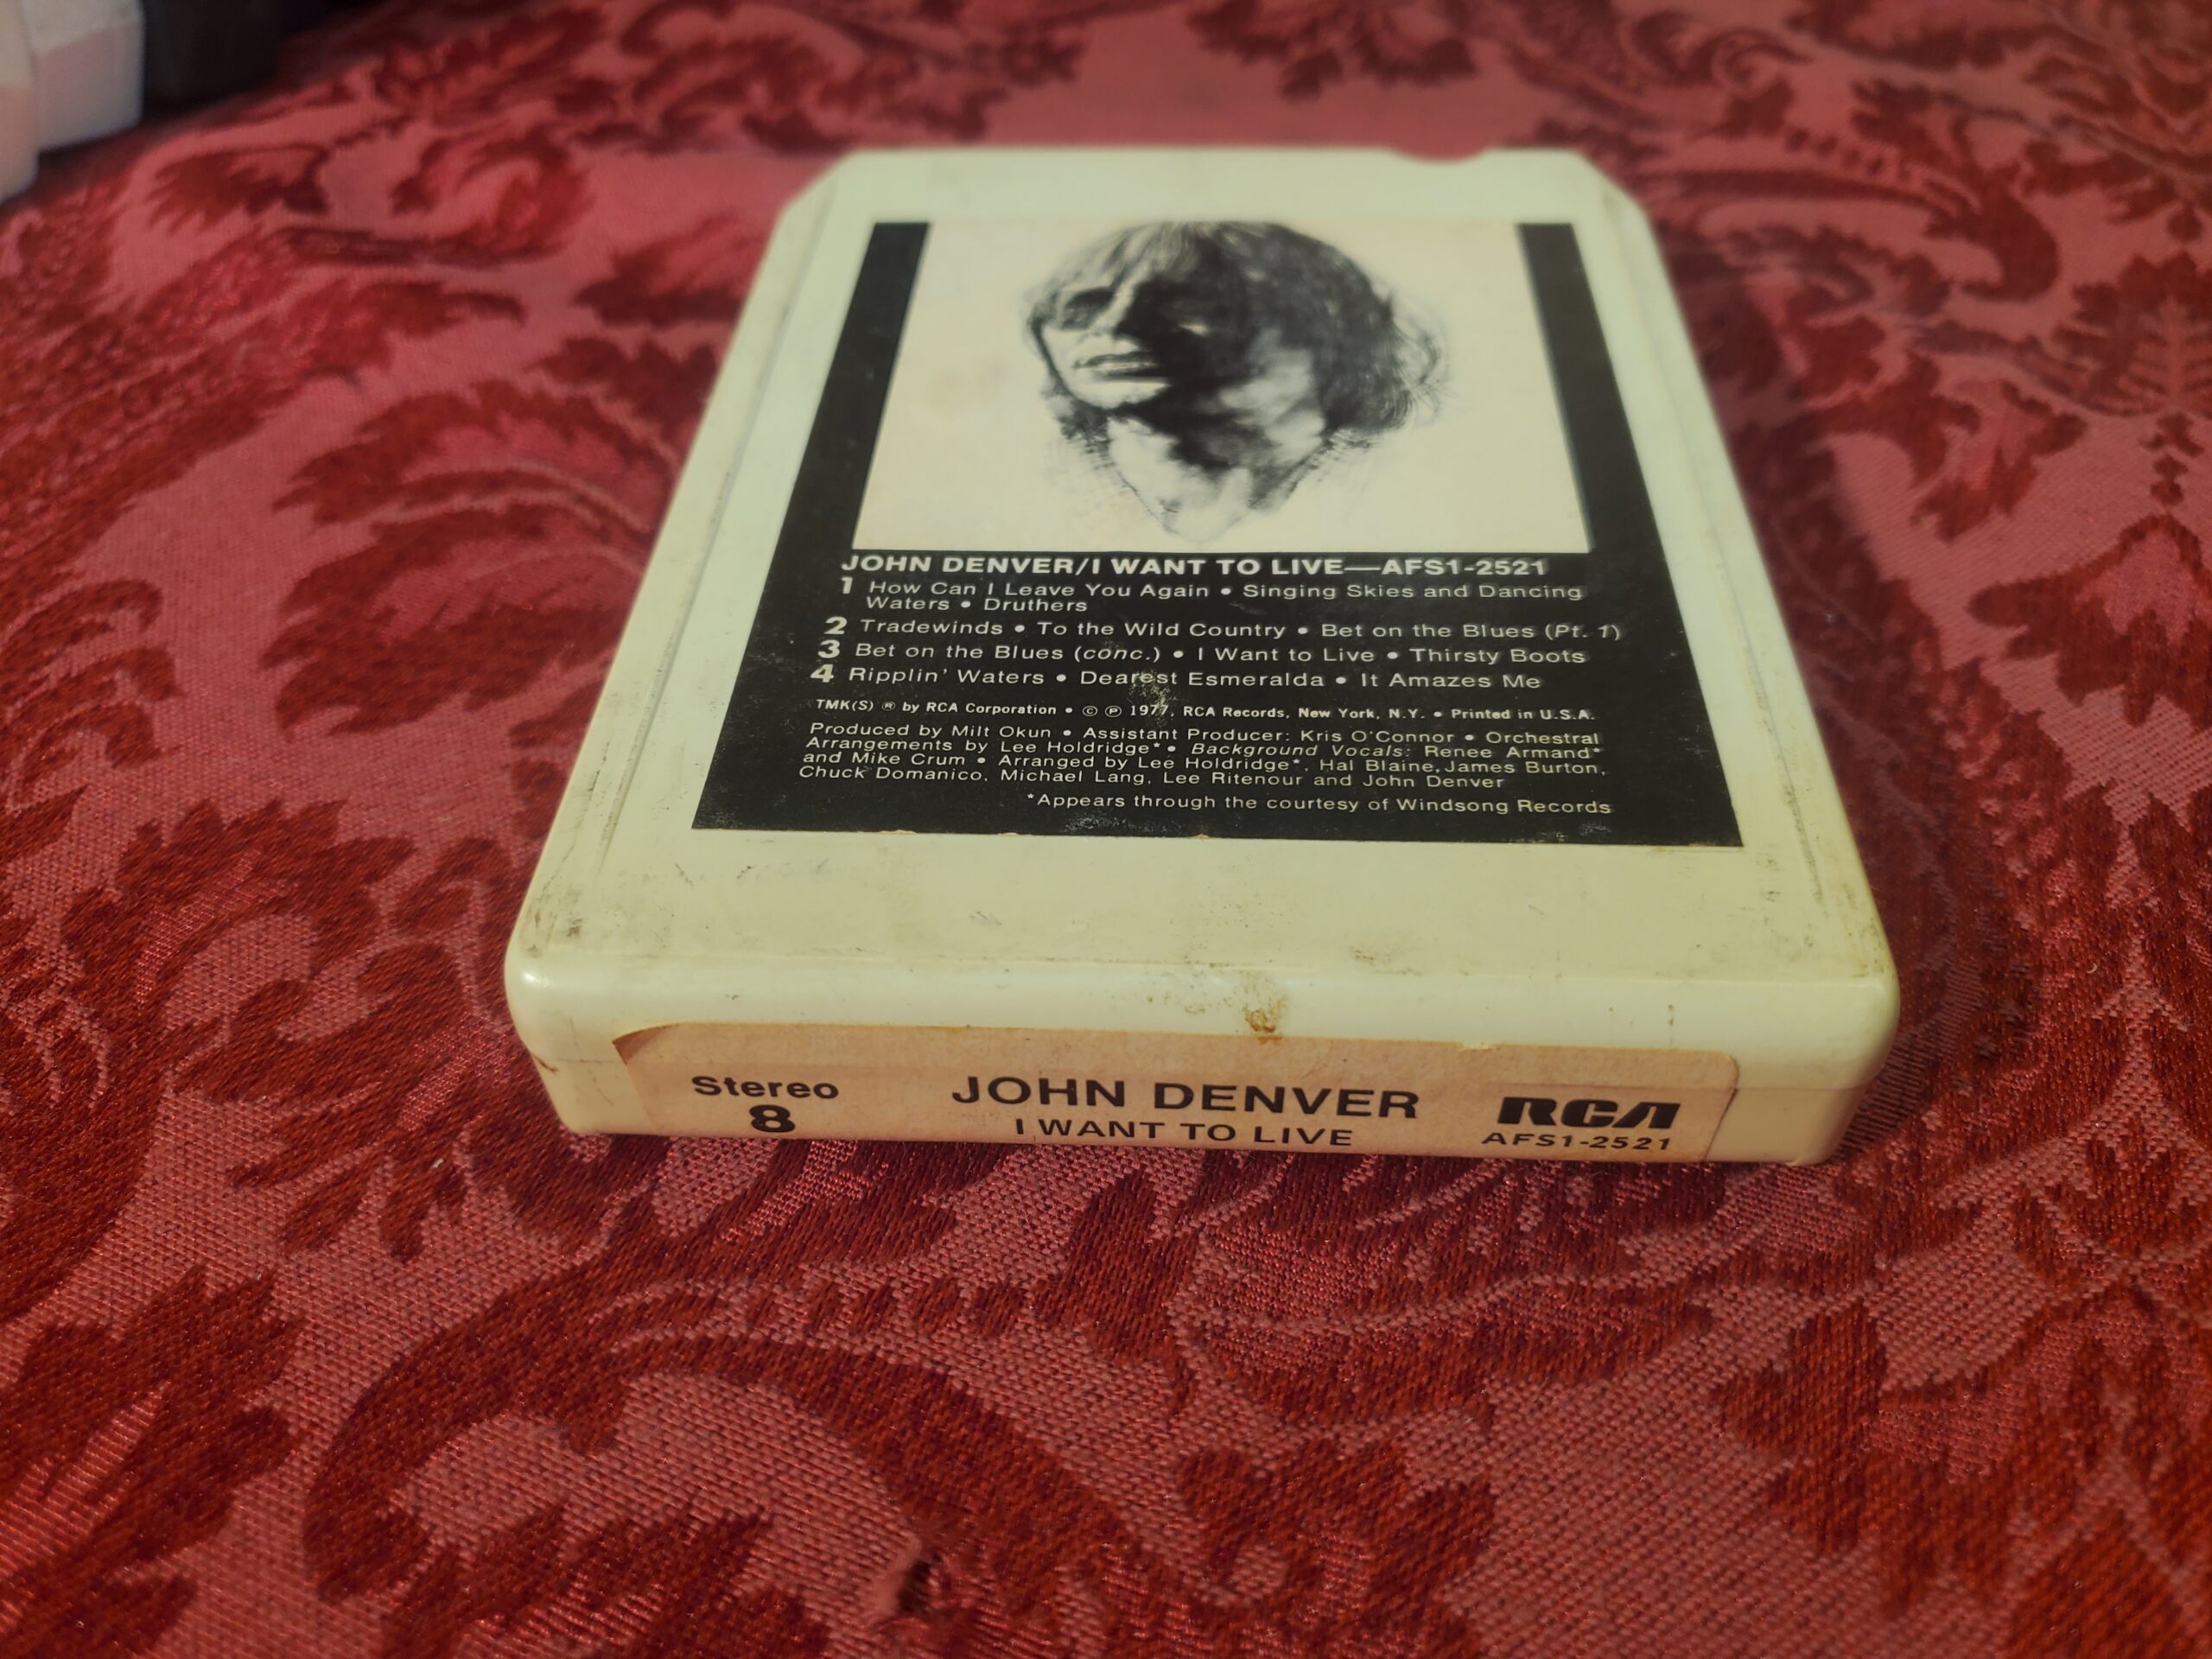 JOHN DENVER/I WANT TO LIVE—AFS1-2521
1 How Can I Leave You Again • Singing Skies and Dancing
Waters • Druthers
2 Tradewinds • To the Wild Country • Bet on the Blues (Pt. 1)
3 Bet on the Blues (conc.) • I Want to Live • Thirsty Boots
4 Ripplin' Waters • Dearest Esmeralda • It Amazes Me
TMK(S) ® by RCA Corporation • © ℗ 1977, RCA Records, New York, N.Y. • Printed in U.S.A.
Produced by Milt Okun • Assistant Producer: Kris O'Connor • Orchestral
Arrangements by Lee Holdridge* • Background Vocals: Renee Armand*
and Mike Crum • Arranged by Lee Holdridge*, Hal Blaine, James Burton,
Chuck Domanico, Michael Lang, Lee Ritenour and John Denver
*Appears through the courtesy of Windsong Records
Stereo
8
JOHN DENVER
I WANT TO LIVE
RCA
AFS1-2521